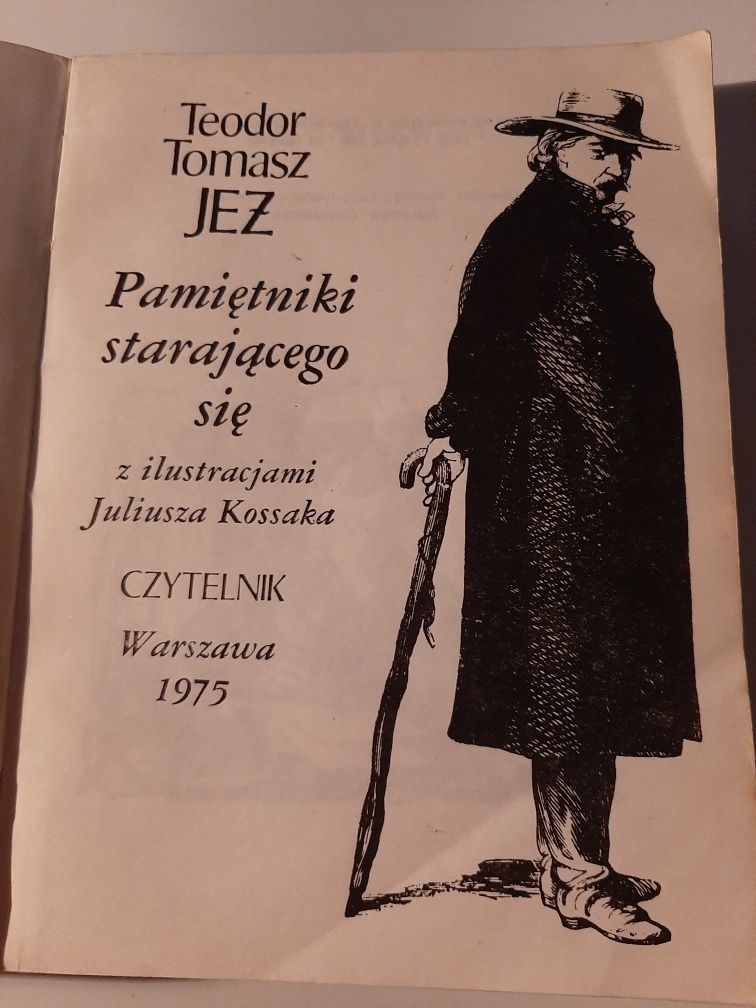 Teodor
Tomasz
JEŻ
Pamiętniki
starającego
się
z ilustracjami
Juliusza Kossaka
CZYTELNIK
Warszawa
1975